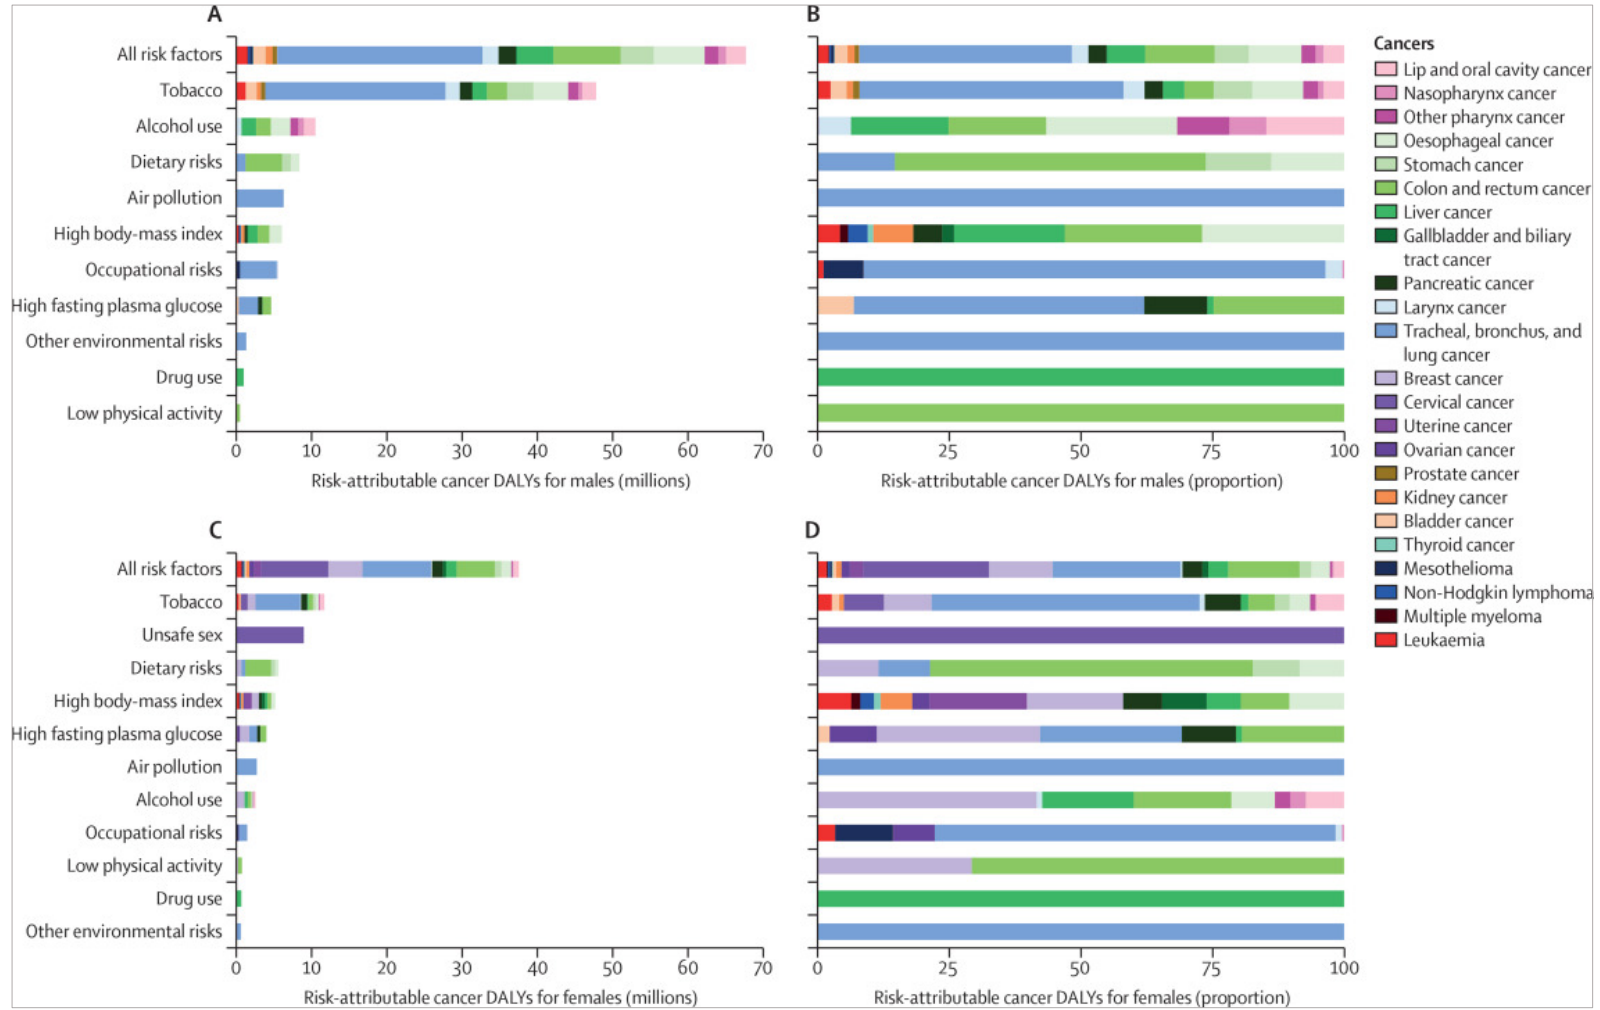 A
All risk factors
Tobacco
Alcohol use
Dietary risks
Air pollution
High body-mass index
Occupational risks
High fasting plasma glucose
Other environmental risks
Drug use
Low physical activity
0 10 20 30 40 50 60 70
Risk-attributable cancer DALYs for males (millions)
B
0 25 50 75 100
Risk-attributable cancer DALYs for males (proportion)
Cancers
Lip and oral cavity cancer
Nasopharynx cancer
Other pharynx cancer
Oesophageal cancer
Stomach cancer
Colon and rectum cancer
Liver cancer
Gallbladder and biliary
tract cancer
Pancreatic cancer
Larynx cancer
Tracheal, bronchus, and
lung cancer
Breast cancer
Cervical cancer
Uterine cancer
Ovarian cancer
Prostate cancer
Kidney cancer
Bladder cancer
Thyroid cancer
Mesothelioma
Non-Hodgkin lymphoma
Multiple myeloma
Leukaemia
C
All risk factors
Tobacco
Unsafe sex
Dietary risks
High body-mass index
High fasting plasma glucose
Air pollution
Alcohol use
Occupational risks
Low physical activity
Drug use
Other environmental risks
0 10 20 30 40 50 60 70
Risk-attributable cancer DALYs for females (millions)
D
0 25 50 75 100
Risk-attributable cancer DALYs for females (proportion)